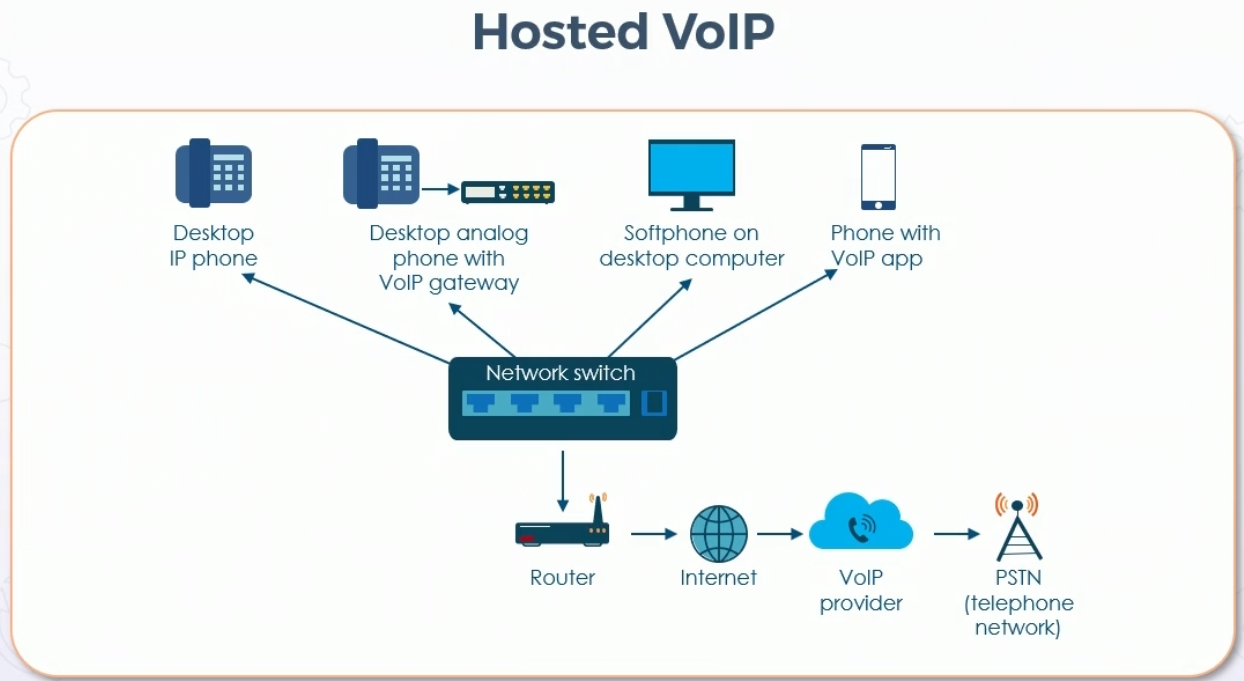 Hosted VoIP
Desktop
IP phone
Desktop analog
phone with
VoIP gateway
Softphone on
desktop computer
Phone with
VoIP app
Network switch
Router
Internet
VoIP
provider
PSTN
(telephone
network)